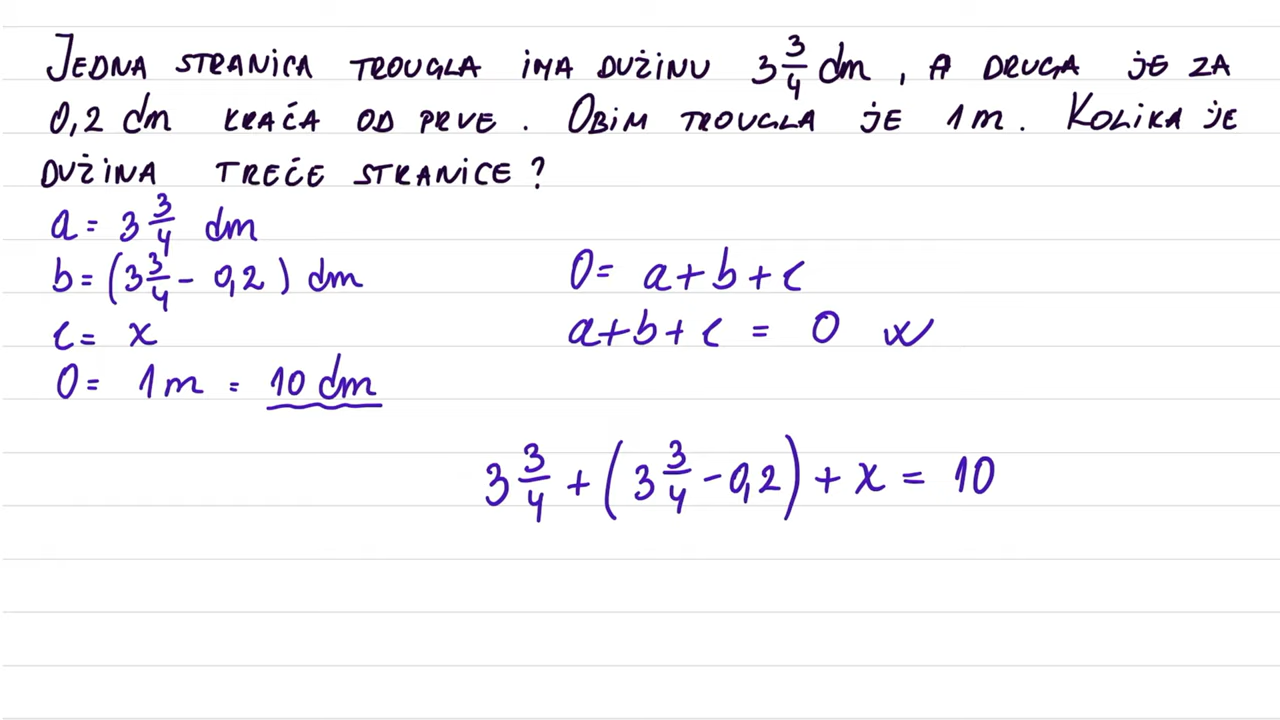 JEDNA STRANICA TROUGLA IMA DUŽINU 3 3/4 dm, A DRUGA JE ZA
0,2 dm KRAĆA OD PRVE. OBIM TROUGLA JE 1m. KOLIKA JE
DUŽINA TREĆE STRANICE?
a = 3 3/4 dm
b = (3 3/4 - 0,2) dm
c = x
O = 1m = 10 dm
O = a + b + c
a + b + c = O
3 3/4 + (3 3/4 - 0,2) + x = 10